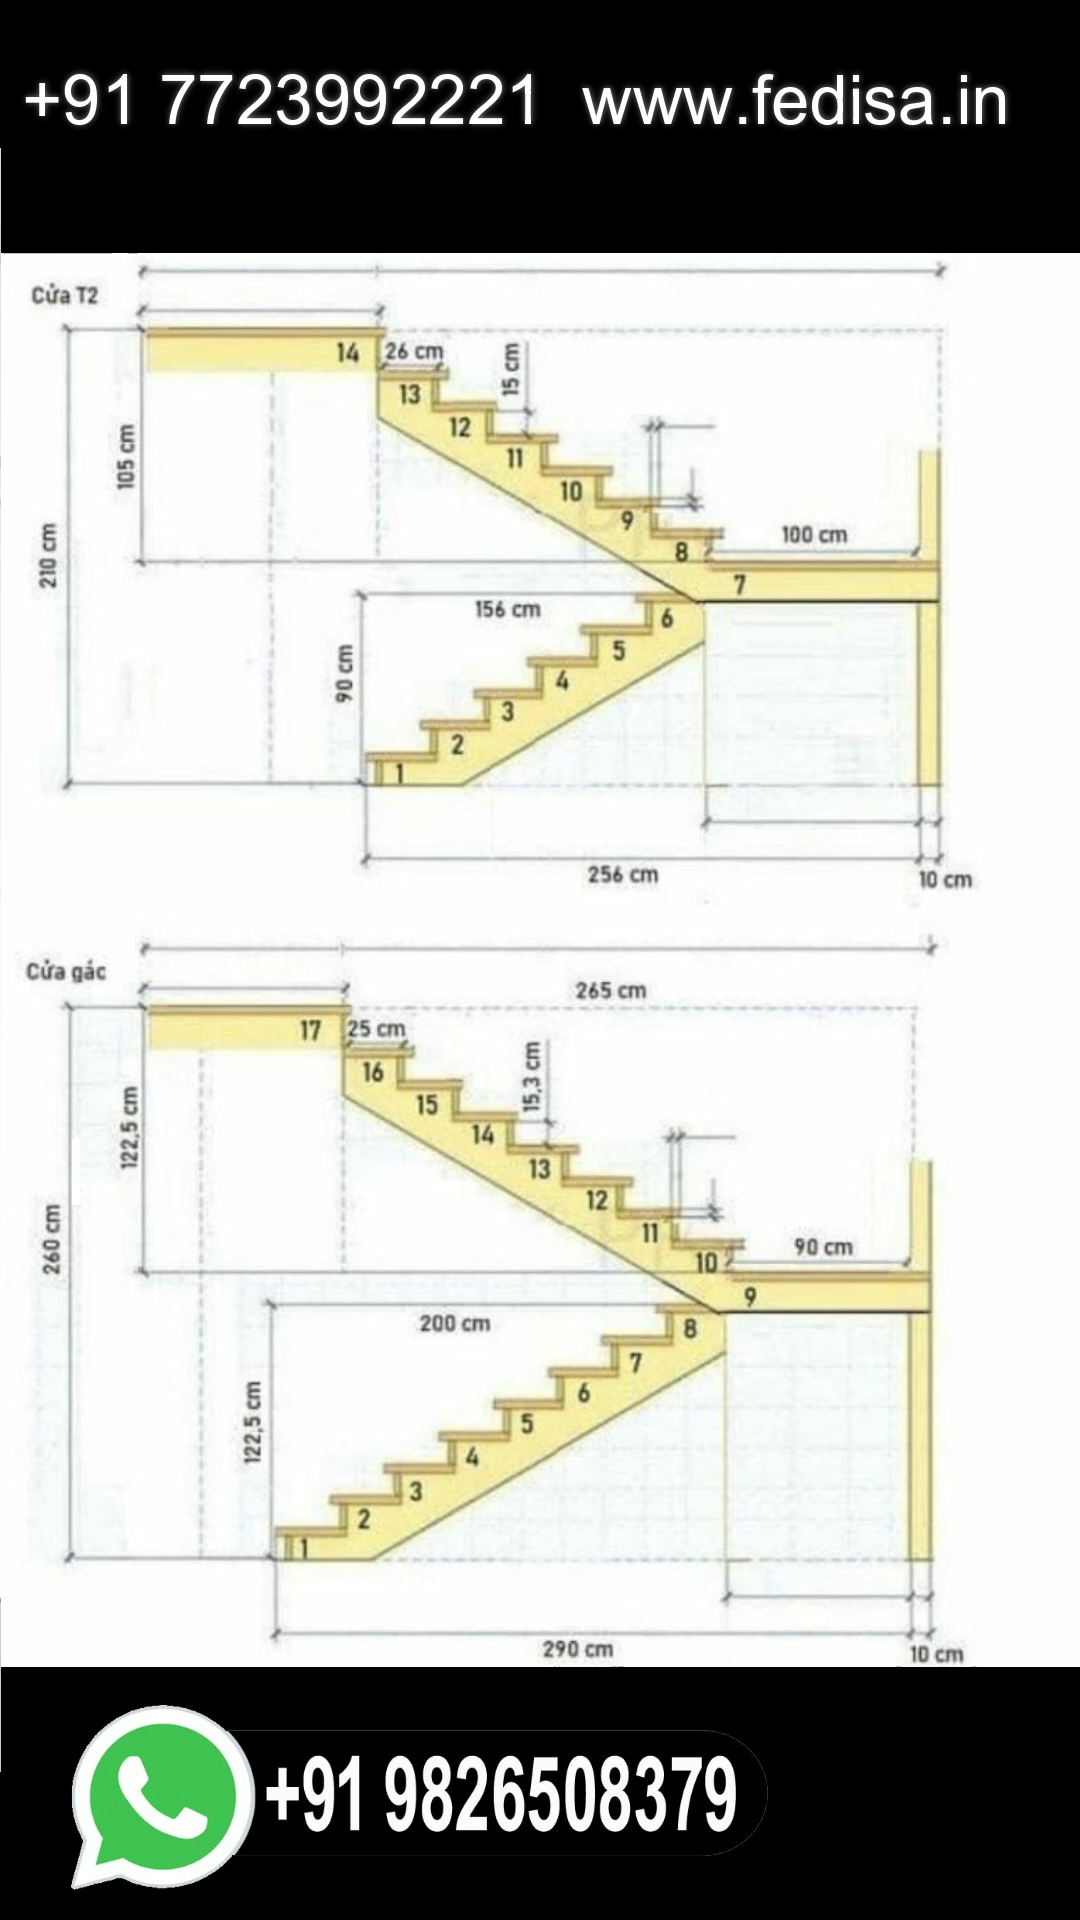 +91 7723992221 www.fedisa.in
Cửa T2
14
26 cm
15 cm
13
12
11
10
9
8
105 cm
210 cm
100 cm
7
156 cm
6
5
4
3
2
1
90 cm
256 cm
10 cm
Cửa gác
265 cm
17
25 cm
15,3 cm
16
15
14
13
12
11
10
122,5 cm
260 cm
90 cm
9
200 cm
8
7
6
5
4
3
2
1
122,5 cm
290 cm
10 cm
+91 9826508379